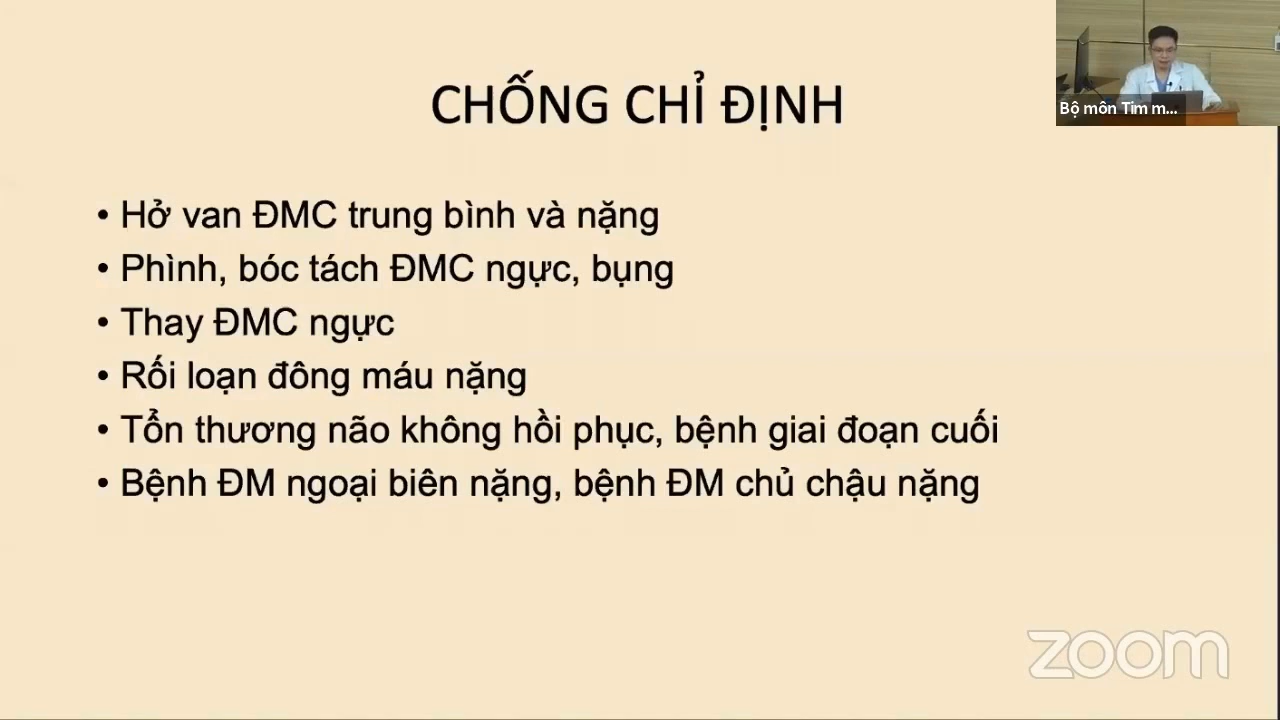 Bộ môn Tim m...
CHỐNG CHỈ ĐỊNH
• Hở van ĐMC trung bình và nặng
• Phình, bóc tách ĐMC ngực, bụng
• Thay ĐMC ngực
• Rối loạn đông máu nặng
• Tổn thương não không hồi phục, bệnh giai đoạn cuối
• Bệnh ĐM ngoại biên nặng, bệnh ĐM chủ chậu nặng
zoom